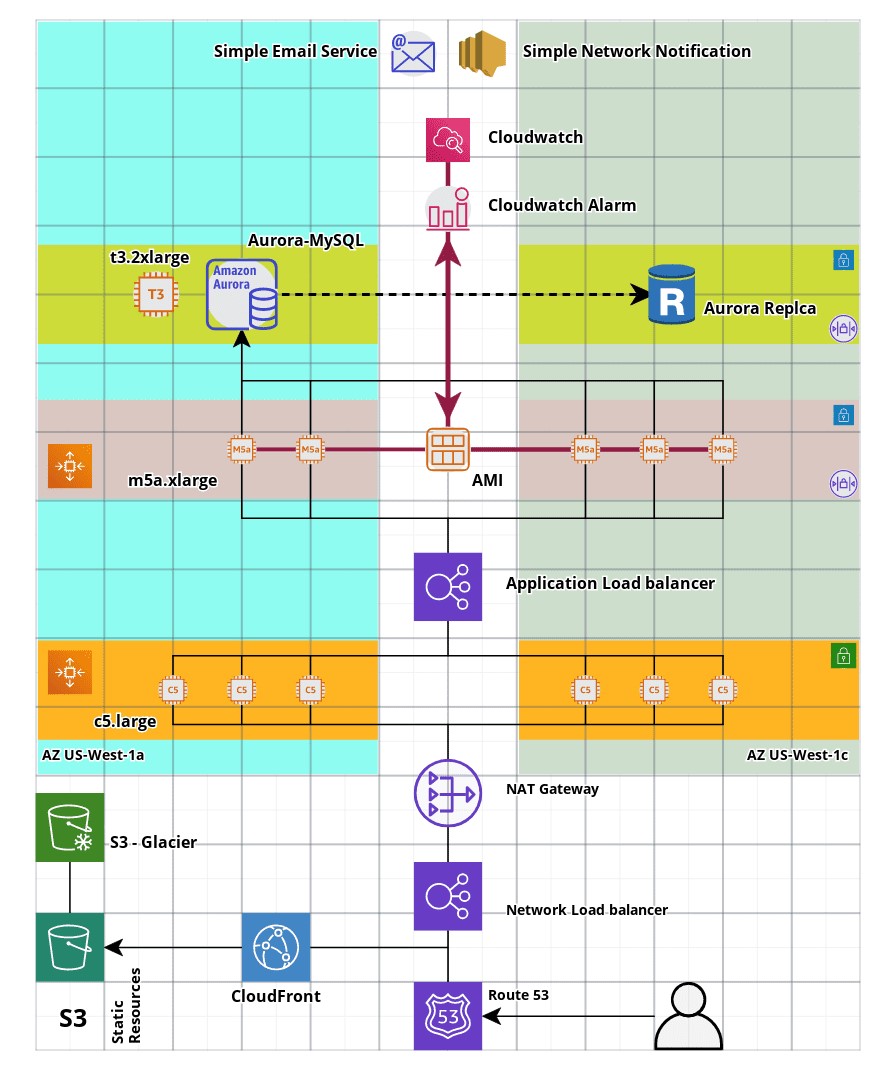 Simple Email Service
@
Simple Network Notification
Cloudwatch
Cloudwatch Alarm
Aurora-MySQL
t3.2xlarge
T3
Amazon
Aurora
R
Aurora Replca
M5a
M5a
M5a
M5a
M5a
m5a.xlarge
AMI
Application Load balancer
C5
C5
C5
C5
C5
C5
c5.large
AZ US-West-1a
AZ US-West-1c
NAT Gateway
S3 - Glacier
Network Load balancer
CloudFront
Route 53
53
S3
Static
Resources